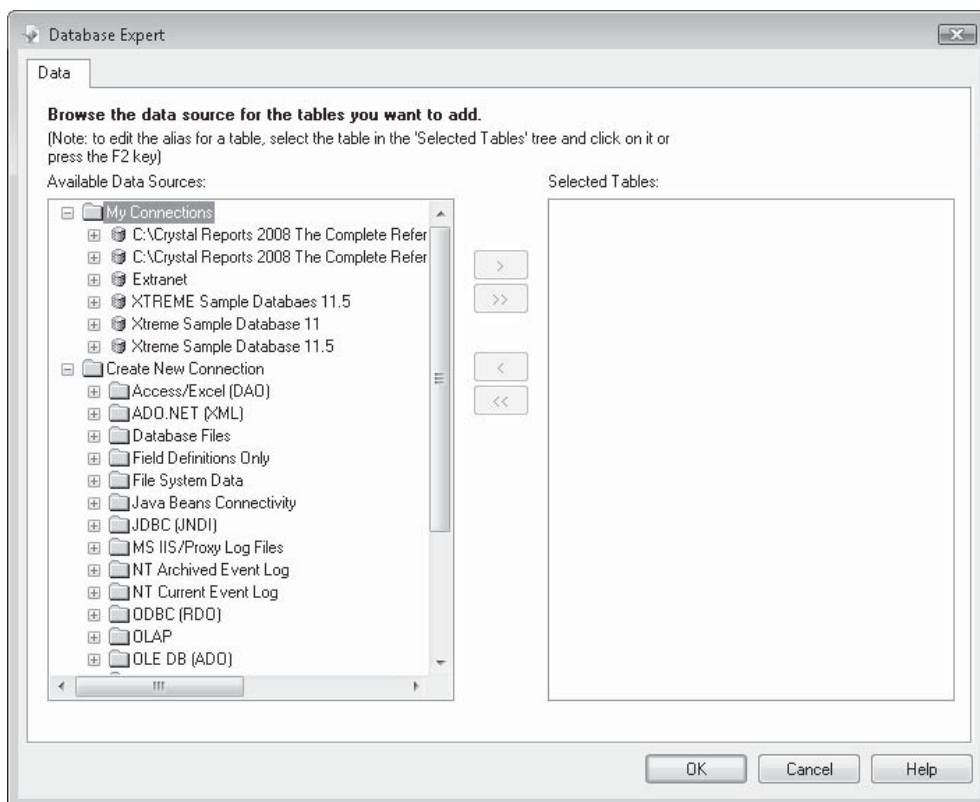 Database Expert
Data
Browse the data source for the tables you want to add.
(Note: to edit the alias for a table, select the table in the 'Selected Tables' tree and click on it or
press the F2 key)
Available Data Sources:
Selected Tables:
My Connections
C:\Crystal Reports 2008 The Complete Refer
C:\Crystal Reports 2008 The Complete Refer
Extranet
XTREME Sample Databaes 11.5
Xtreme Sample Database 11
Xtreme Sample Database 11.5
Create New Connection
Access/Excel (DAO)
ADO.NET (XML)
Database Files
Field Definitions Only
File System Data
Java Beans Connectivity
JDBC (JNDI)
MS IIS/Proxy Log Files
NT Archived Event Log
NT Current Event Log
ODBC (RDO)
OLAP
OLE DB (ADO)
>
>>
<
<<
OK
Cancel
Help